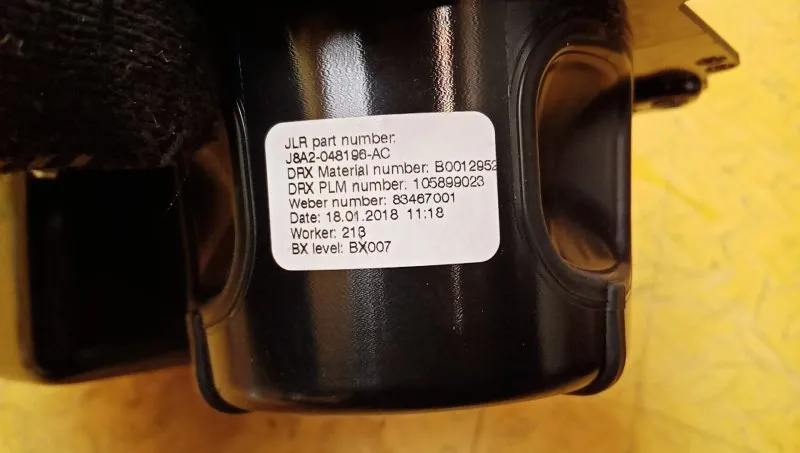 JLR part number:
J8A2-048196-AC
DRX Material number: B0012952
DRX PLM number: 105899023
Weber number: 83467001
Date: 18.01.2018 11:18
Worker: 213
BX level: BX007